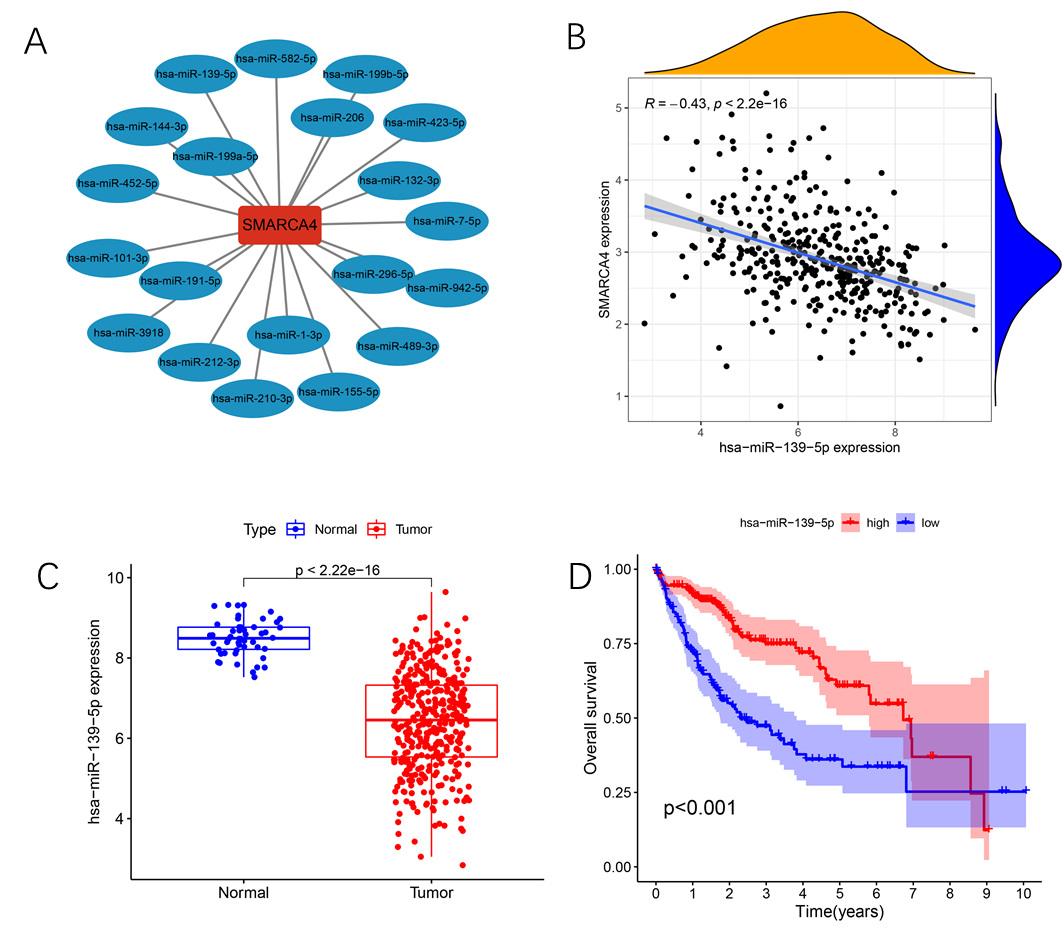 A
hsa-miR-582-5p
hsa-miR-139-5p
hsa-miR-199b-5p
hsa-miR-206
hsa-miR-423-5p
hsa-miR-144-3p
hsa-miR-199a-5p
hsa-miR-452-5p
hsa-miR-132-3p
SMARCA4
hsa-miR-7-5p
hsa-miR-101-3p
hsa-miR-191-5p
hsa-miR-296-5p
hsa-miR-942-5p
hsa-miR-3918
hsa-miR-1-3p
hsa-miR-489-3p
hsa-miR-212-3p
hsa-miR-210-3p
hsa-miR-155-5p
B
R = −0.43, p < 2.2e−16
SMARCA4 expression
5
4
3
2
1
4 6 8
hsa−miR−139−5p expression
C
Type Normal Tumor
p < 2.22e−16
hsa−miR−139−5p expression
10
8
6
4
Normal Tumor
D
hsa−miR−139−5p high low
Overall survival
1.00
0.75
0.50
0.25
0.00
p<0.001
0 1 2 3 4 5 6 7 8 9 10
Time(years)